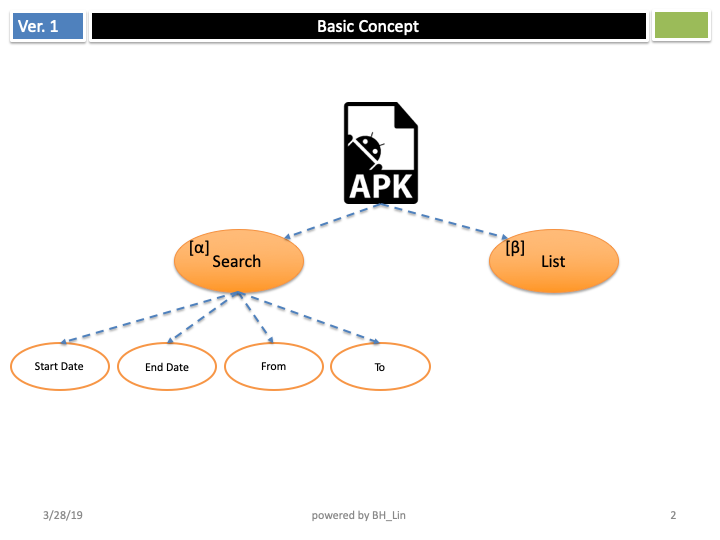 Ver. 1
Basic Concept
APK
[α]
Search
[β]
List
Start Date
End Date
From
To
3/28/19
powered by BH_Lin
2